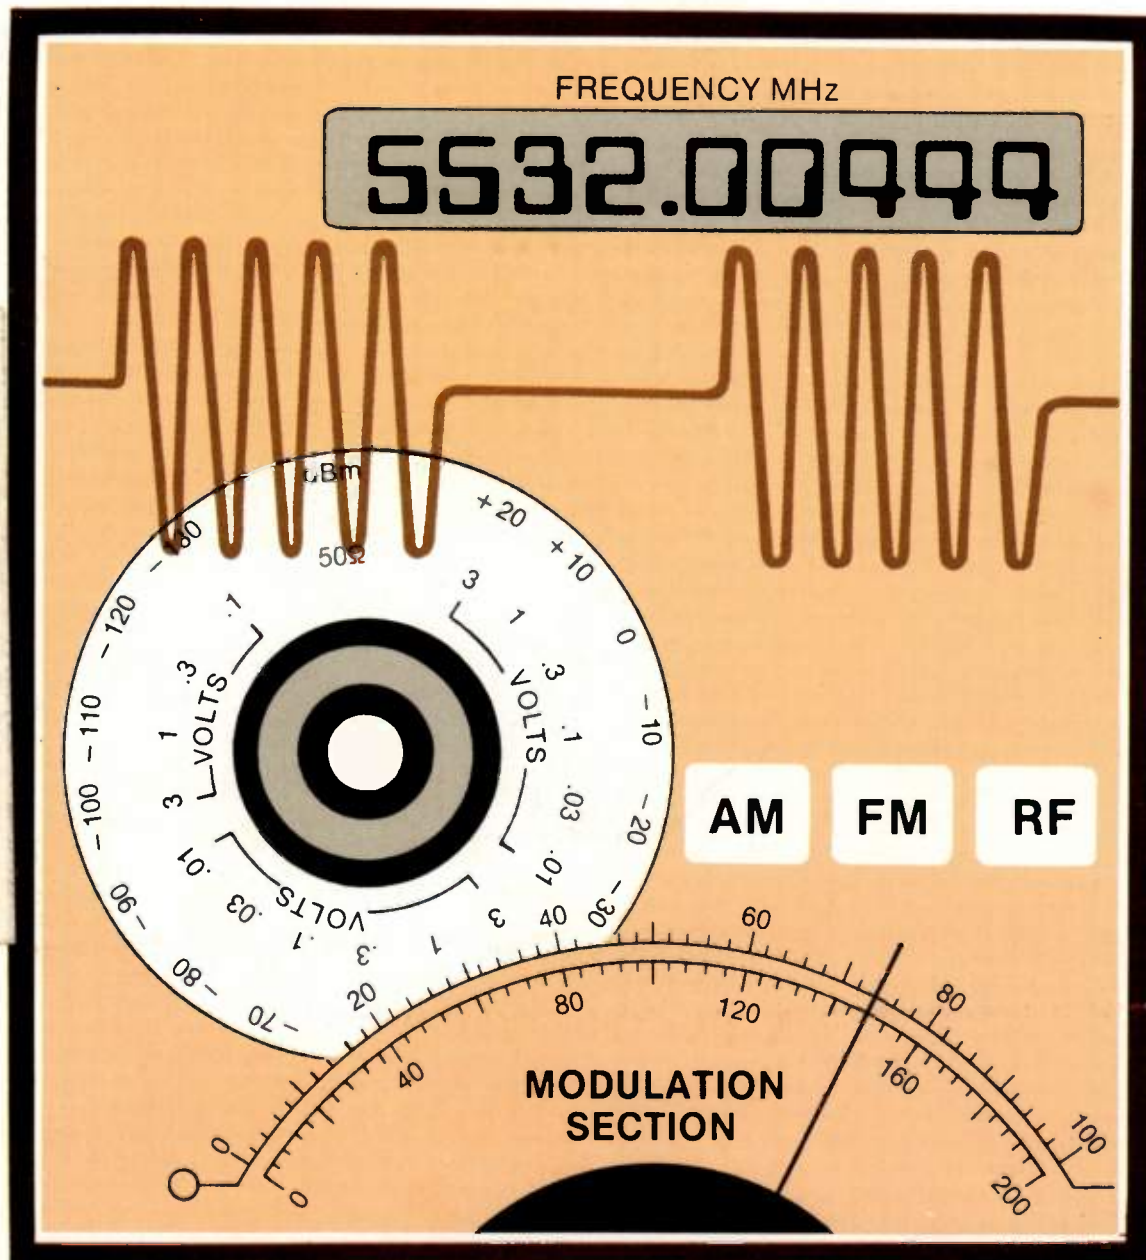 FREQUENCY MHz
5532.00444
dBm
50Ω
+20
+10
0
-10
-20
-30
-70
-80
-90
-100
-110
-120
-130
3
1
.3
.1
.03
.01
VOLTS
3
1
.3
.1
.03
.01
VOLTS
3
1
.3
.1
VOLTS
AM FM RF
0 20 40 60 80 100
0 40 80 120 160 200
MODULATION
SECTION